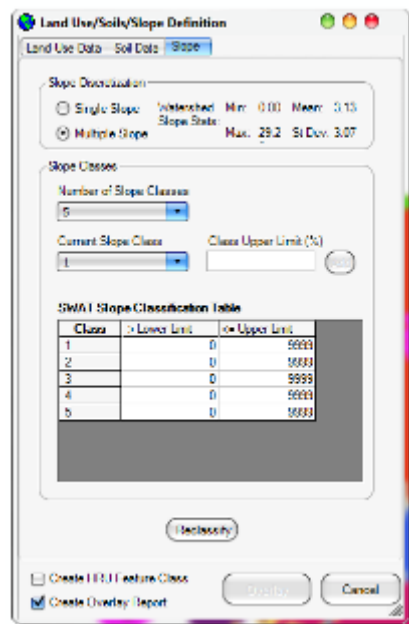 Land Use/Soils/Slope Definition
Land Use Data Soil Data Slope
Slope Discretization
Single Slope
Multiple Slope
Watershed Slope Stats:
Min: 0.00 Mean: 3.13
Max: 29.2 St Dev: 3.07
Slope Classes
Number of Slope Classes
5
Current Slope Class
1
Class Upper Limit (%)
SWAT Slope Classification Table
Class > Lower Limit <= Upper Limit
1 0 9999
2 0 9999
3 0 9999
4 0 9999
5 0 9999
Reclassify
Create HRU Feature Class
Create Overlay Report
Overlay
Cancel